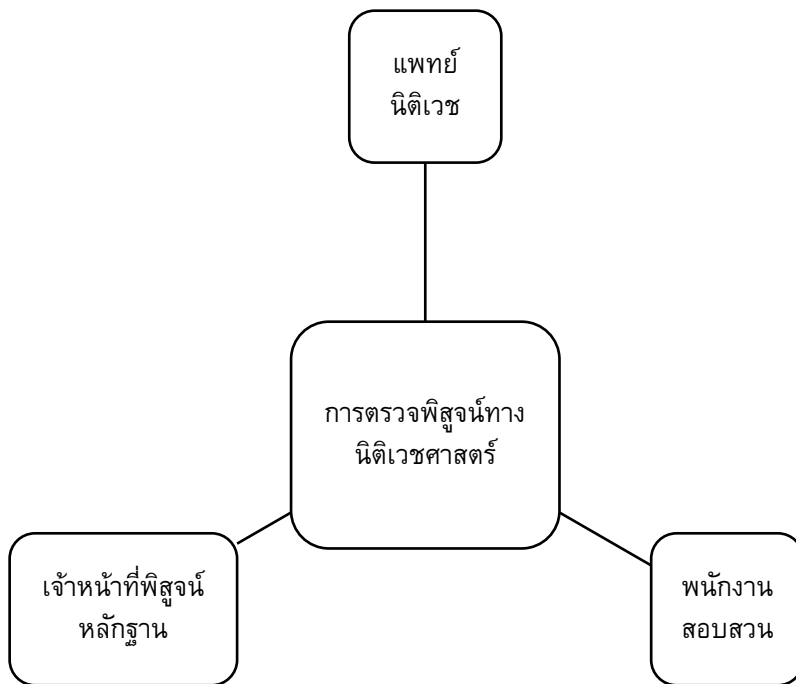 แพทย์
นิติเวช
การตรวจพิสูจน์ทาง
นิติเวชศาสตร์
เจ้าหน้าที่พิสูจน์
หลักฐาน
พนักงาน
สอบสวน